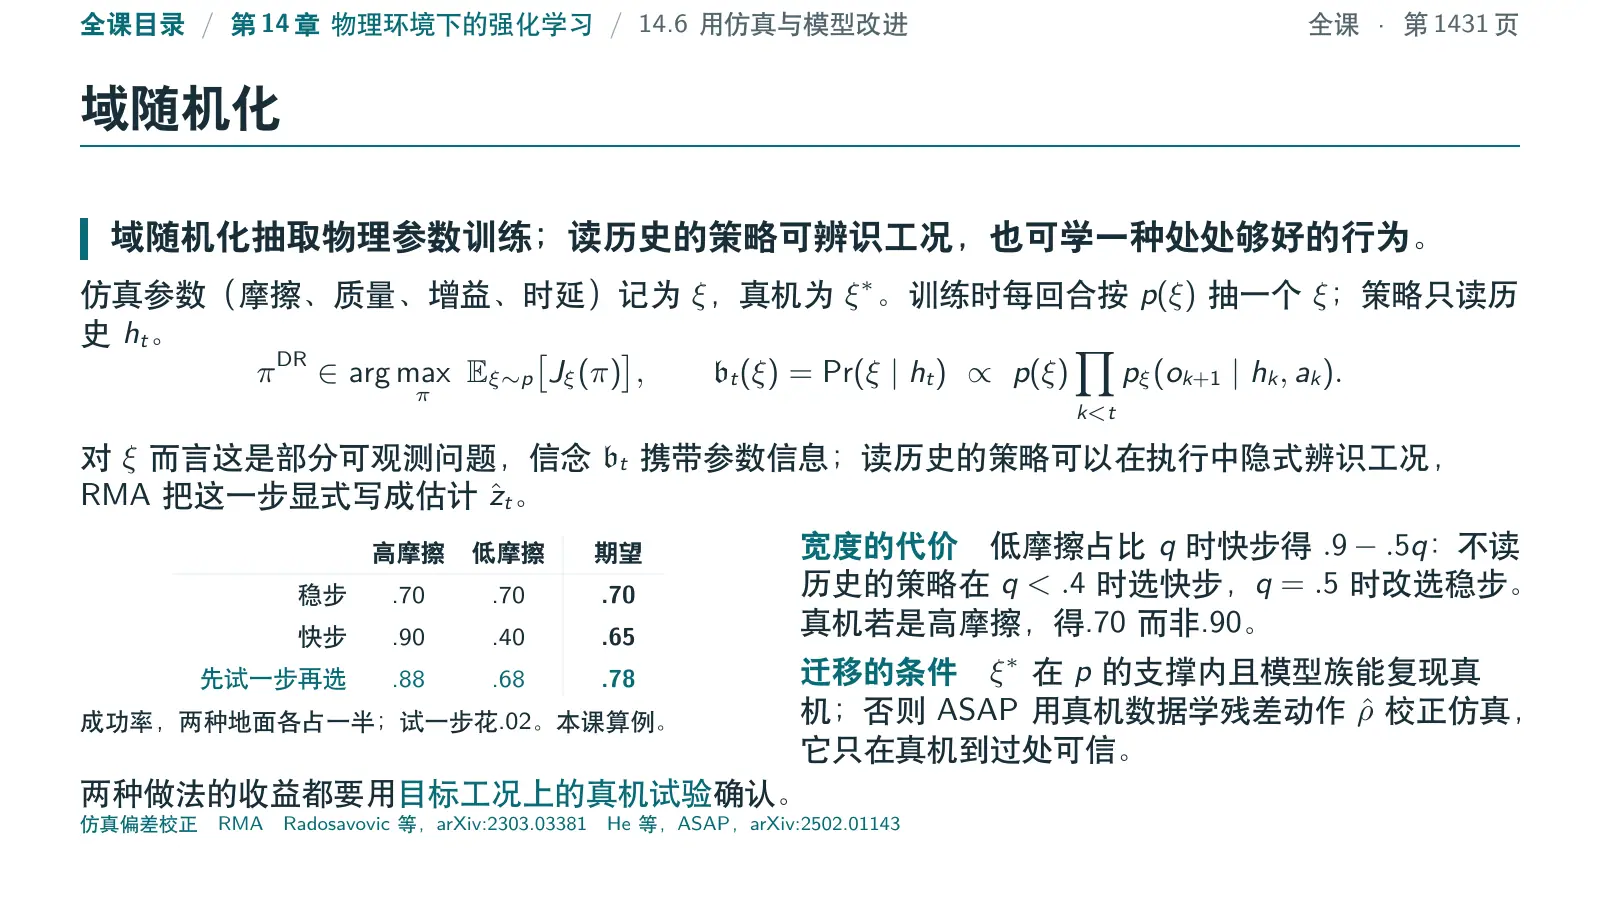 全课目录 / 第14章 物理环境下的强化学习 / 14.6 用仿真与模型改进
全课 · 第1431页
域随机化
域随机化抽取物理参数训练；读历史的策略可辨识工况，也可学一种处处够好的行为。
仿真参数（摩擦、质量、增益、时延）记为 ξ，真机为 ξ*。训练时每回合按 p(ξ) 抽一个 ξ；策略只读历
史 h_t。
π^DR ∈ arg max_π 𝔼_{ξ∼p}[J_ξ(π)],  𝔟_t(ξ) = Pr(ξ | h_t) ∝ p(ξ) ∏_{k<t} p_ξ(o_{k+1} | h_k, a_k).
对 ξ 而言这是部分可观测问题，信念 𝔟_t 携带参数信息；读历史的策略可以在执行中隐式辨识工况，
RMA 把这一步显式写成估计 ẑ_t。
高摩擦 低摩擦 期望
稳步 .70 .70 .70
快步 .90 .40 .65
先试一步再选 .88 .68 .78
成功率，两种地面各占一半；试一步花.02。本课算例。
宽度的代价 低摩擦占比 q 时快步得 .9 − .5q：不读
历史的策略在 q < .4 时选快步，q = .5 时改选稳步。
真机若是高摩擦，得.70 而非.90。
迁移的条件 ξ* 在 p 的支撑内且模型族能复现真
机；否则 ASAP 用真机数据学残差动作 ρ̂ 校正仿真，
它只在真机到过处可信。
两种做法的收益都要用目标工况上的真机试验确认。
仿真偏差校正 RMA Radosavovic 等，arXiv:2303.03381 He 等，ASAP，arXiv:2502.01143